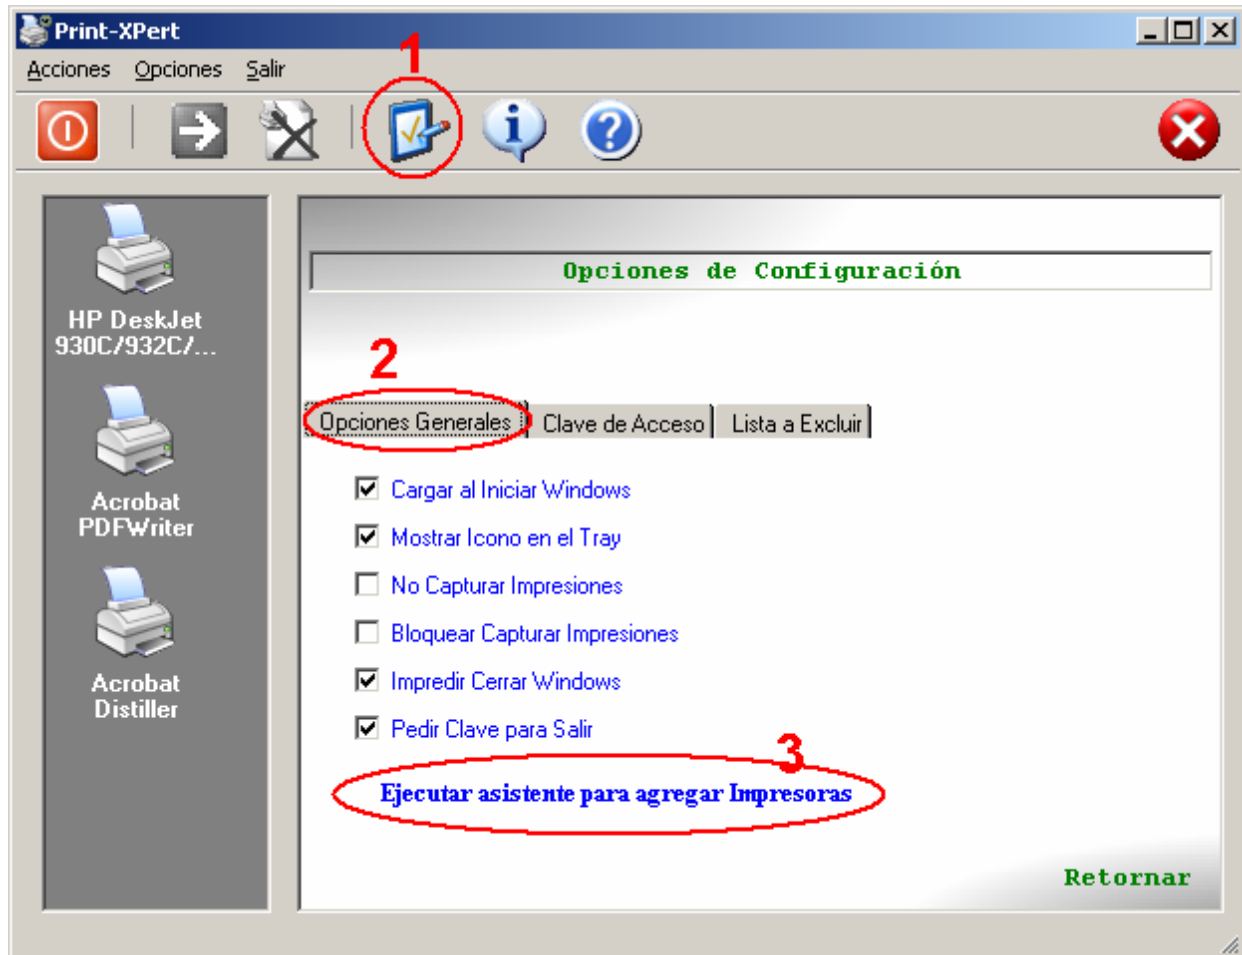 Print-XPert
1
Acciones Opciones Salir
HP DeskJet
930C/932C/...
Acrobat
PDFWriter
Acrobat
Distiller
Opciones de Configuración
2
Opciones Generales Clave de Acceso Lista a Excluir
Cargar al Iniciar Windows
Mostrar Icono en el Tray
No Capturar Impresiones
Bloquear Capturar Impresiones
Impredir Cerrar Windows
Pedir Clave para Salir
3
Ejecutar asistente para agregar Impresoras
Retornar